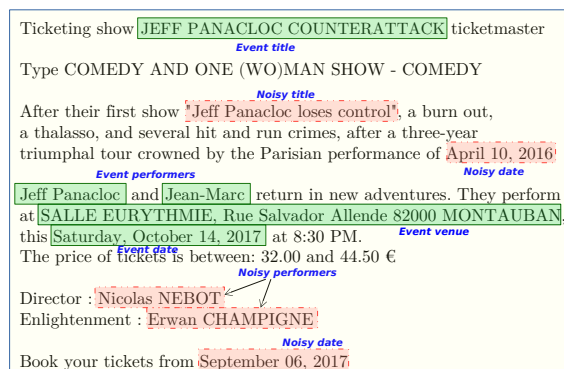 Ticketing show JEFF PANACLOC COUNTERATTACK ticketmaster
Event title
Type COMEDY AND ONE (WO)MAN SHOW - COMEDY
Noisy title
After their first show "Jeff Panacloc loses control", a burn out,
a thalasso, and several hit and run crimes, after a three-year
triumphal tour crowned by the Parisian performance of April 10, 2016
Event performers
Noisy date
Jeff Panacloc and Jean-Marc return in new adventures. They perform
at SALLE EURYTHMIE, Rue Salvador Allende 82000 MONTAUBAN,
Event venue
this Saturday, October 14, 2017 at 8:30 PM.
Event date
The price of tickets is between: 32.00 and 44.50 €
Noisy performers
Director : Nicolas NEBOT
Enlightenment : Erwan CHAMPIGNE
Noisy date
Book your tickets from September 06, 2017